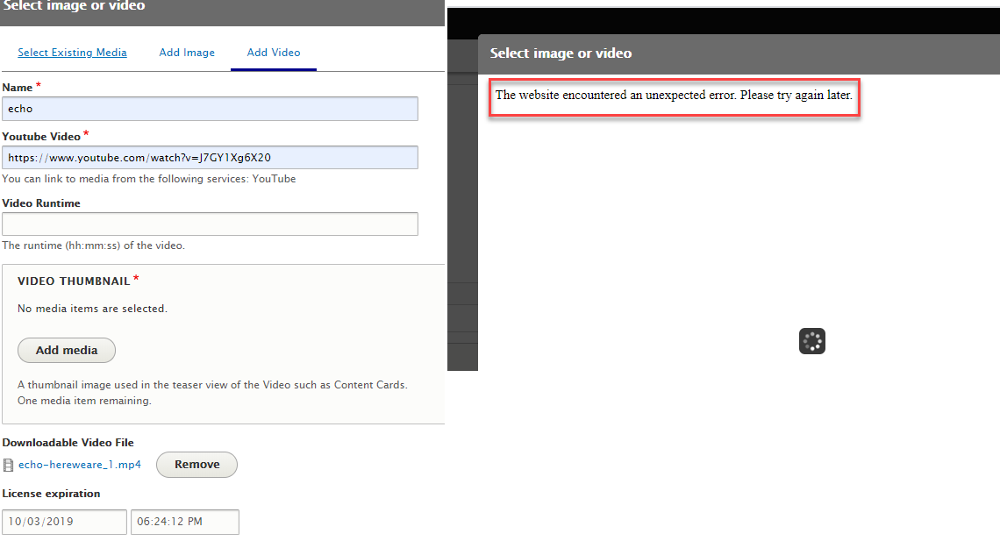 Select image or video
Select Existing Media Add Image Add Video
Name *
echo
Youtube Video *
https://www.youtube.com/watch?v=J7GY1Xg6X20
You can link to media from the following services: YouTube
Video Runtime
The runtime (hh:mm:ss) of the video.
VIDEO THUMBNAIL *
No media items are selected.
Add media
A thumbnail image used in the teaser view of the Video such as Content Cards.
One media item remaining.
Downloadable Video File
echo-hereweare_1.mp4 Remove
License expiration
10/03/2019 06:24:12 PM
Select image or video
The website encountered an unexpected error. Please try again later.